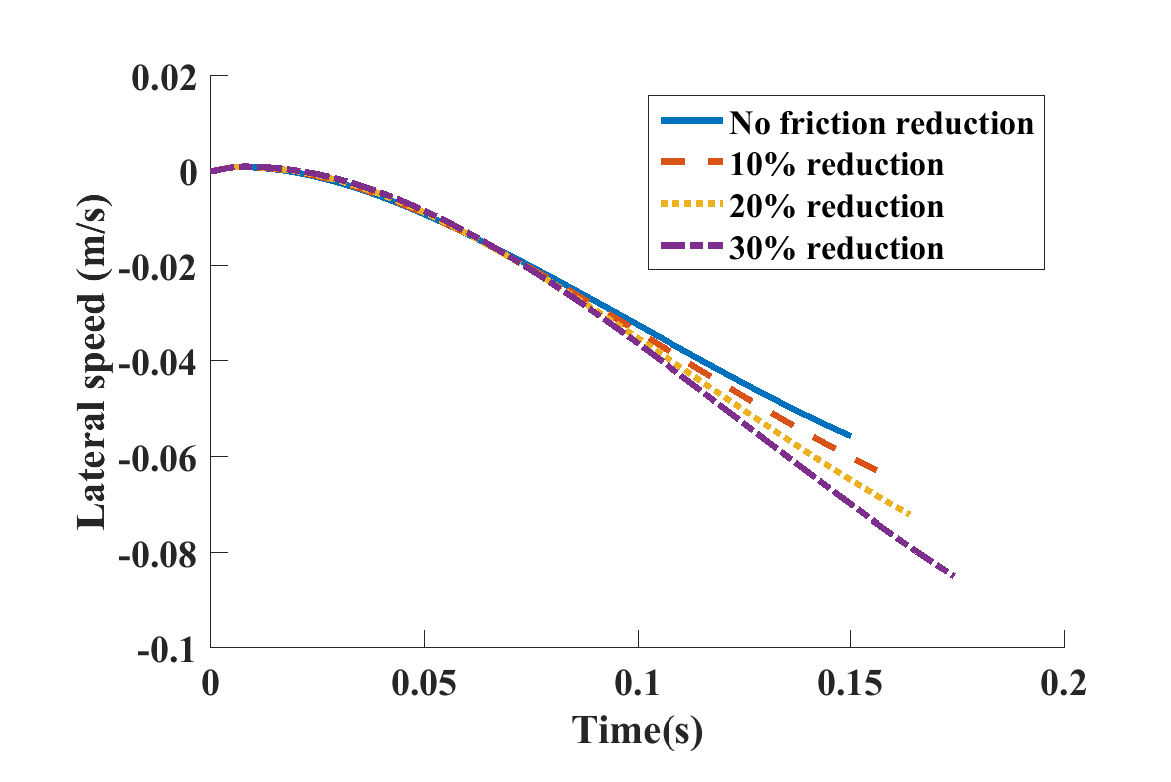 0.02
0
-0.02
-0.04
-0.06
-0.08
-0.1
Lateral speed (m/s)
No friction reduction
10% reduction
20% reduction
30% reduction
0
0.05
0.1
0.15
0.2
Time(s)